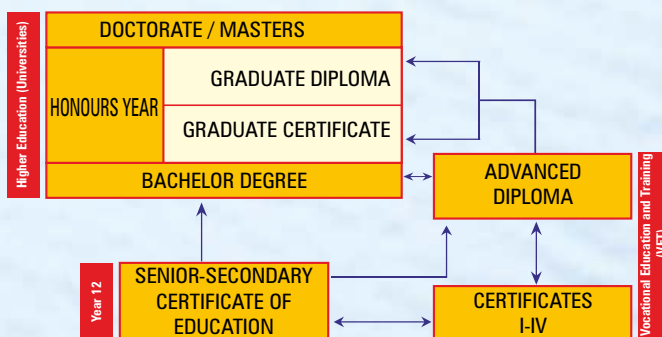 Higher Education (Universities)
DOCTORATE / MASTERS
HONOURS YEAR
GRADUATE DIPLOMA
GRADUATE CERTIFICATE
BACHELOR DEGREE
ADVANCED
DIPLOMA
Vocational Education and Training
(VET)
Year 12
SENIOR-SECONDARY
CERTIFICATE OF
EDUCATION
CERTIFICATES
I-IV